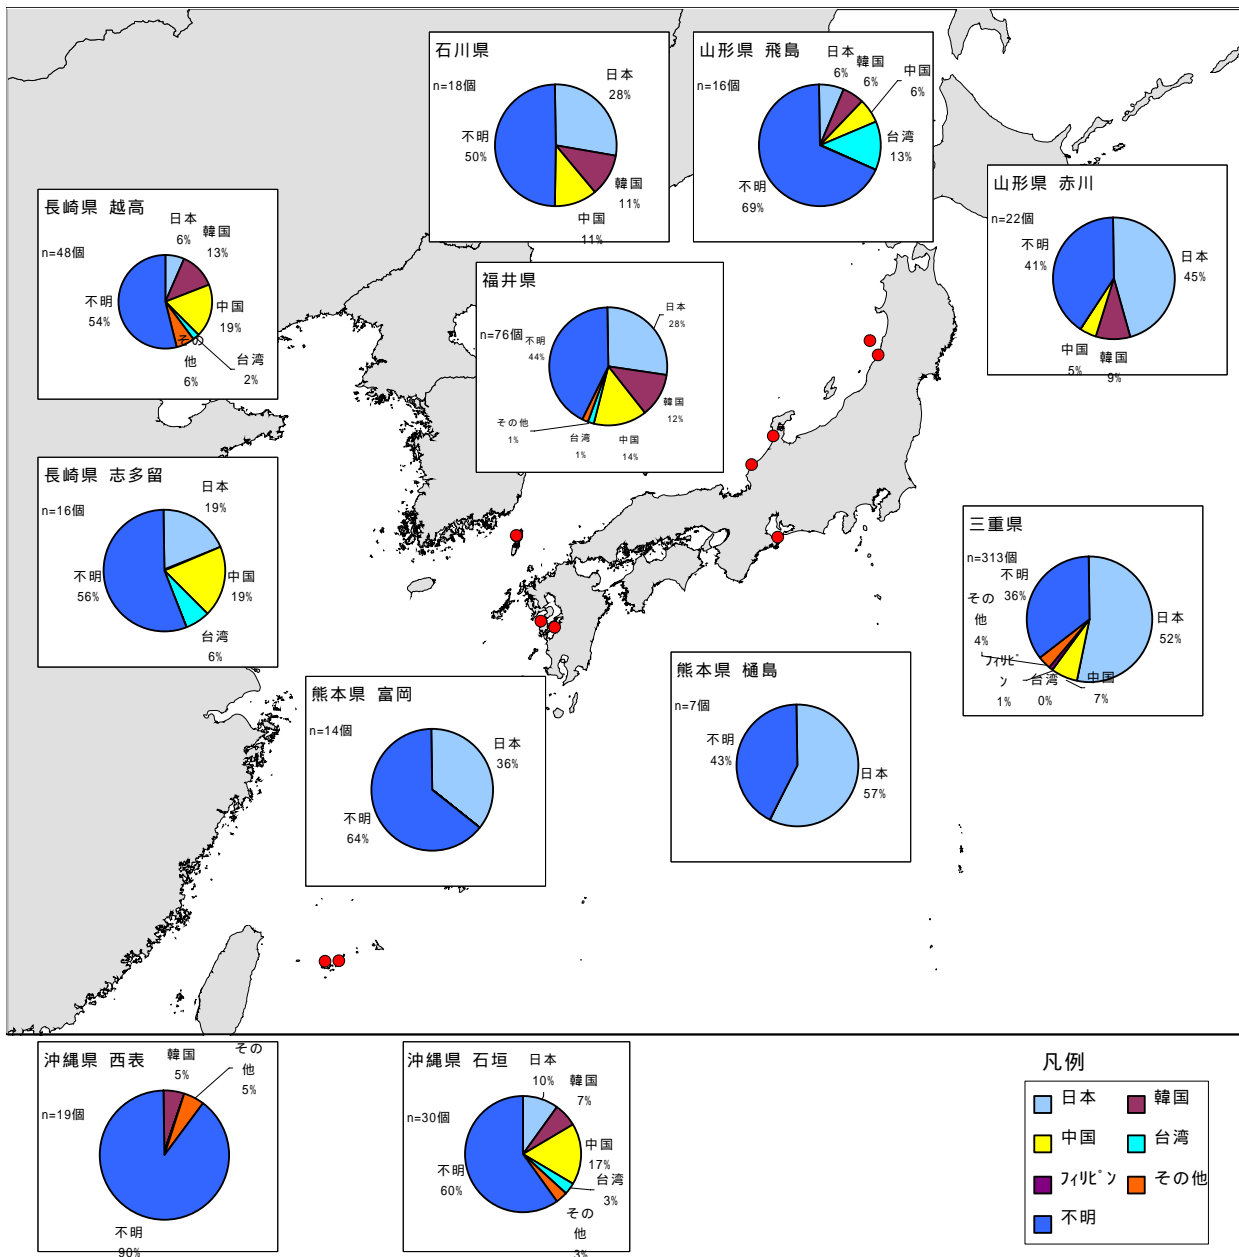 石川県
n=18個
日本
28%
韓国
11%
中国
11%
不明
50%
山形県 飛島
n=16個
日本
6%
韓国
6%
中国
6%
台湾
13%
不明
69%
山形県 赤川
n=22個
日本
45%
韓国
9%
中国
5%
不明
41%
長崎県 越高
n=48個
日本
6%
韓国
13%
中国
19%
台湾
2%
その
他
6%
不明
54%
福井県
n=76個
日本
28%
韓国
12%
中国
14%
台湾
1%
その他
1%
不明
44%
長崎県 志多留
n=16個
日本
19%
中国
19%
台湾
6%
不明
56%
三重県
n=313個
日本
52%
中国
7%
台湾
0%
フィリピ
ン
1%
その
他
4%
不明
36%
熊本県 富岡
n=14個
日本
36%
不明
64%
熊本県 樋島
n=7個
日本
57%
不明
43%
沖縄県 西表
n=19個
韓国
5%
その
他
5%
不明
90%
沖縄県 石垣
n=30個
日本
10%
韓国
7%
中国
17%
台湾
3%
その
他
3%
不明
60%
凡例
日本
韓国
中国
台湾
フィリピン
その他
不明